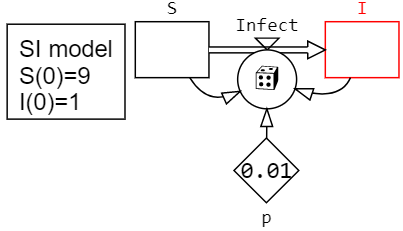 S
Infect
I
SI model
S(0)=9
I(0)=1
0.01
p